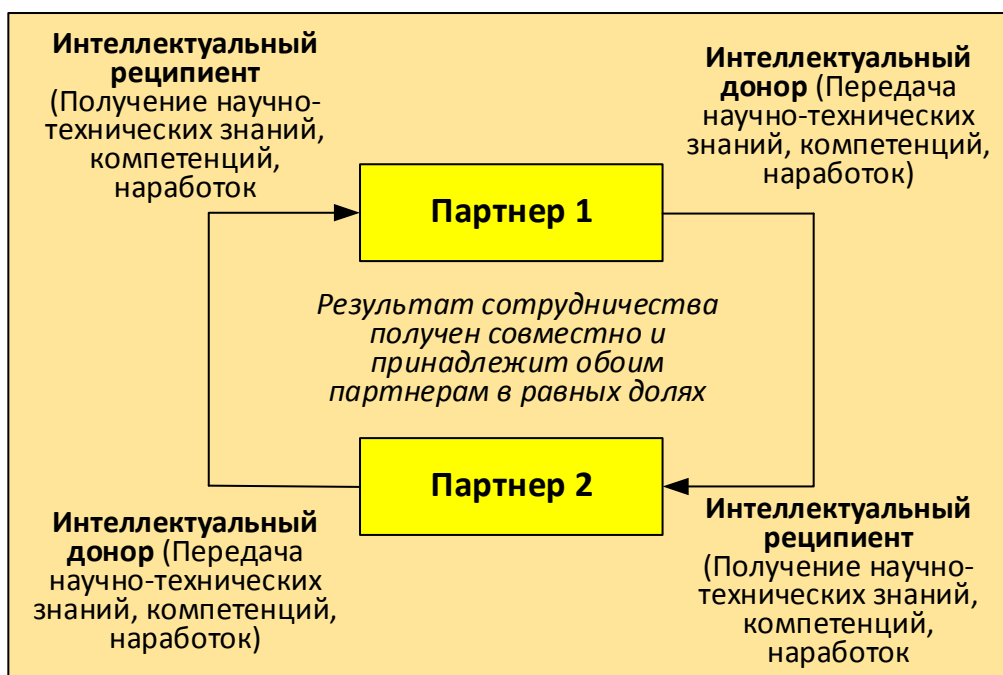 Интеллектуальный
реципиент
(Получение научно-
технических знаний,
компетенций,
наработок
Интеллектуальный
донор (Передача
научно-технических
знаний, компетенций,
наработок)
Партнер 1
Результат сотрудничества
получен совместно и
принадлежит обоим
партнерам в равных долях
Партнер 2
Интеллектуальный
донор (Передача
научно-технических
знаний, компетенций,
наработок)
Интеллектуальный
реципиент
(Получение научно-
технических знаний,
компетенций,
наработок